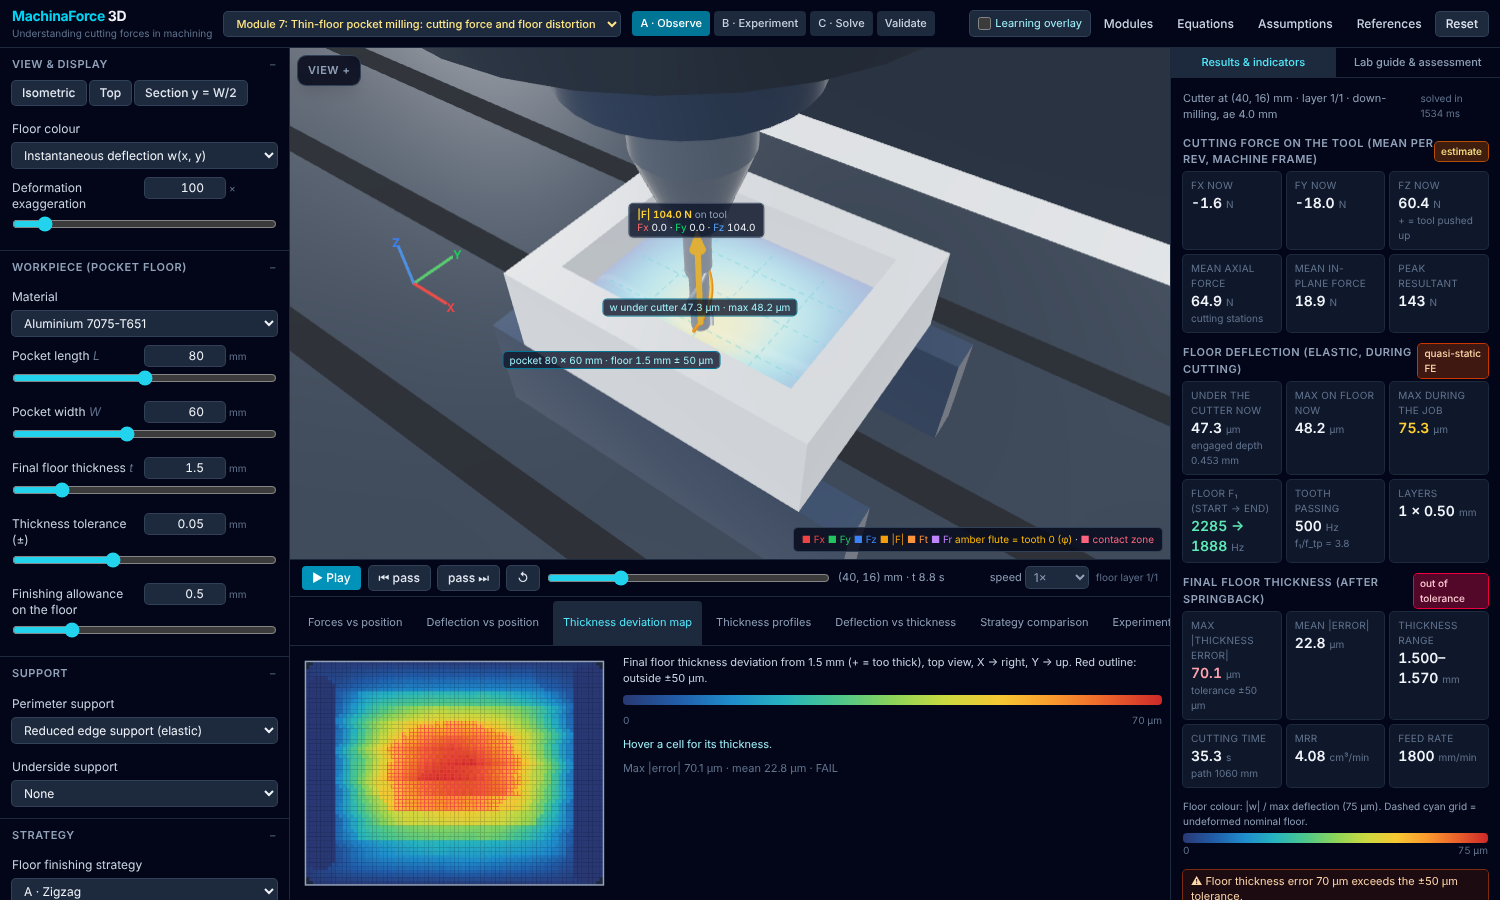 MachinaForce 3D
Understanding cutting forces in machining
Module 7: Thin-floor pocket milling: cutting force and floor distortion
A · Observe
B · Experiment
C · Solve
Validate
Learning overlay
Modules
Equations
Assumptions
References
Reset
VIEW & DISPLAY
–
Isometric
Top
Section y = W/2
Floor colour
Instantaneous deflection w(x, y)
Deformation
exaggeration
100 ×
WORKPIECE (POCKET FLOOR)
–
Material
Aluminium 7075-T651
Pocket length L
80 mm
Pocket width W
60 mm
Final floor thickness t
1.5 mm
Thickness tolerance
(±)
0.05 mm
Finishing allowance
on the floor
0.5 mm
SUPPORT
–
Perimeter support
Reduced edge support (elastic)
Underside support
None
STRATEGY
–
Floor finishing strategy
A · Zigzag
VIEW +
|F| 104.0 N on tool
Fx 0.0 · Fy 0.0 · Fz 104.0
Z
Y
X
w under cutter 47.3 µm · max 48.2 µm
pocket 80 × 60 mm · floor 1.5 mm ± 50 µm
Fx Fy Fz |F| Ft Fr amber flute = tooth 0 (φ) · contact zone
▶ Play
⏮ pass
pass ⏭
↺
(40, 16) mm · t 8.8 s
speed
1×
floor layer 1/1
Forces vs position
Deflection vs position
Thickness deviation map
Thickness profiles
Deflection vs thickness
Strategy comparison
Experiment
Final floor thickness deviation from 1.5 mm (+ = too thick), top view, X → right, Y → up. Red outline:
outside ±50 µm.
0
70 µm
Hover a cell for its thickness.
Max |error| 70.1 µm · mean 22.8 µm · FAIL
Results & indicators
Lab guide & assessment
Cutter at (40, 16) mm · layer 1/1 · down-
milling, ae 4.0 mm
solved in
1534 ms
CUTTING FORCE ON THE TOOL (MEAN PER
REV, MACHINE FRAME)
estimate
FX NOW
-1.6 N
FY NOW
-18.0 N
FZ NOW
60.4 N
+ = tool pushed
up
MEAN AXIAL
FORCE
64.9 N
cutting stations
MEAN IN-
PLANE FORCE
18.9 N
PEAK
RESULTANT
143 N
FLOOR DEFLECTION (ELASTIC, DURING
CUTTING)
quasi-static
FE
UNDER THE
CUTTER NOW
47.3 µm
engaged depth
0.453 mm
MAX ON FLOOR
NOW
48.2 µm
MAX DURING
THE JOB
75.3 µm
FLOOR F₁
(START → END)
2285 →
1888 Hz
TOOTH
PASSING
500 Hz
f₁/f_tp = 3.8
LAYERS
1 × 0.50 mm
FINAL FLOOR THICKNESS (AFTER
SPRINGBACK)
out of
tolerance
MAX
|THICKNESS
ERROR|
70.1 µm
tolerance ±50
µm
MEAN |ERROR|
22.8 µm
THICKNESS
RANGE
1.500–
1.570 mm
CUTTING TIME
35.3 s
path 1060 mm
MRR
4.08 cm³/min
FEED RATE
1800 mm/min
Floor colour: |w| / max deflection (75 µm). Dashed cyan grid =
undeformed nominal floor.
0
75 µm
⚠ Floor thickness error 70 µm exceeds the ±50 µm
tolerance.